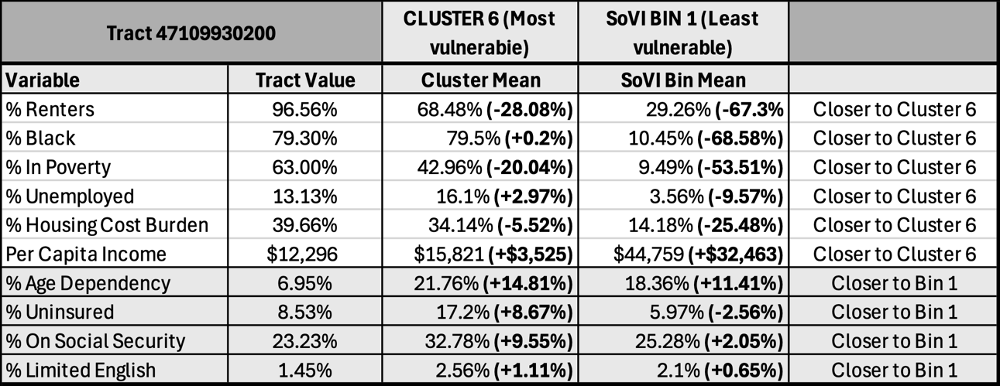 Tract 47109930200 CLUSTER 6 (Most vulnerabie) SoVI BIN 1 (Least vulnerable)
Variable Tract Value Cluster Mean SoVI Bin Mean
% Renters 96.56% 68.48% (-28.08%) 29.26% (-67.3% Closer to Cluster 6
% Black 79.30% 79.5% (+0.2%) 10.45% (-68.58%) Closer to Cluster 6
% In Poverty 63.00% 42.96% (-20.04%) 9.49% (-53.51%) Closer to Cluster 6
% Unemployed 13.13% 16.1% (+2.97%) 3.56% (-9.57%) Closer to Cluster 6
% Housing Cost Burden 39.66% 34.14% (-5.52%) 14.18% (-25.48%) Closer to Cluster 6
Per Capita Income $12,296 $15,821 (+$3,525) $44,759 (+$32,463) Closer to Cluster 6
% Age Dependency 6.95% 21.76% (+14.81%) 18.36% (+11.41%) Closer to Bin 1
% Uninsured 8.53% 17.2% (+8.67%) 5.97% (-2.56%) Closer to Bin 1
% On Social Security 23.23% 32.78% (+9.55%) 25.28% (+2.05%) Closer to Bin 1
% Limited English 1.45% 2.56% (+1.11%) 2.1% (+0.65%) Closer to Bin 1